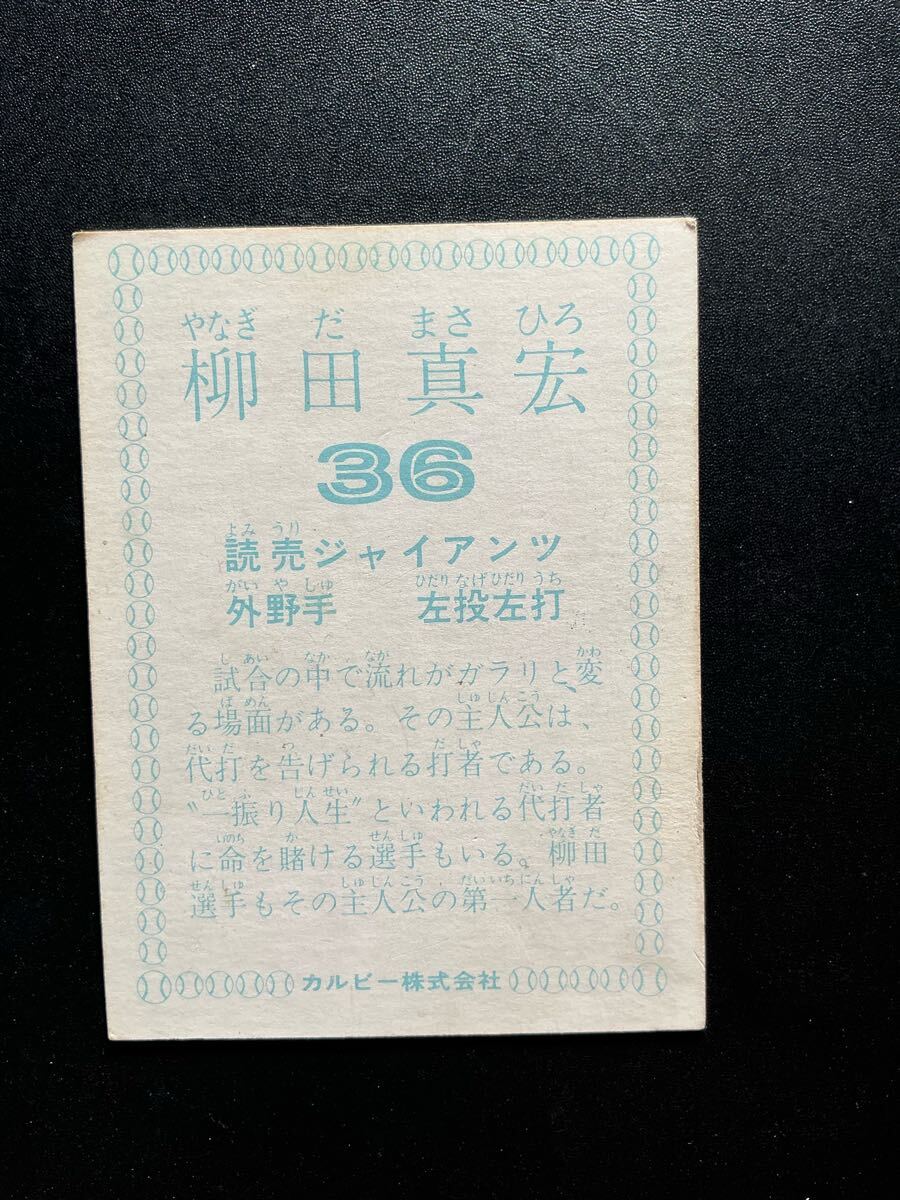 やなぎ だ まさ ひろ
柳田真宏
36
よみ うり
読売ジャイアンツ
がい や しゅ ひだり なげ ひだり うち
外野手 左投左打
し あい なか なが かわ
試合の中で流れがガラリと変
ば めん しゅ じん こう
る場面がある。その主人公は、
だい だ わ だ しゃ
代打を告げられる打者である。
ひと ふ じん せい だい だ しゃ
〝一振り人生〟といわれる代打者
いのち か せん しゅ やなぎ だ
に命を賭ける選手もいる。柳田
せん しゅ しゅ じん こう だい いち にん しゃ
選手もその主人公の第一人者だ。
カルビー株式会社